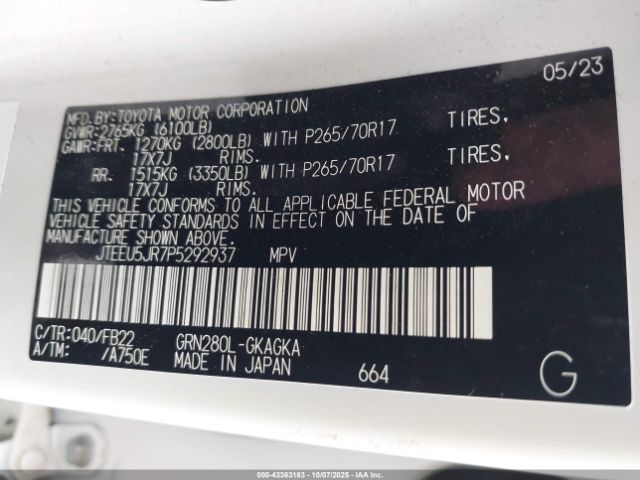 05/23
MFD.BY:TOYOTA MOTOR CORPORATION
GVWR:2765KG (6100LB)
GAWR:FRT. 1270KG (2800LB) WITH P265/70R17 TIRES,
17X7J RIMS.
RR. 1515KG (3350LB) WITH P265/70R17 TIRES,
17X7J RIMS.
THIS VEHICLE CONFORMS TO ALL APPLICABLE FEDERAL MOTOR
VEHICLE SAFETY STANDARDS IN EFFECT ON THE DATE OF
MANUFACTURE SHOWN ABOVE.
JTEEU5JR7P5292937 MPV
C/TR:040/FB22 GRN280L-GKAGKA
A/TM: /A750E MADE IN JAPAN 664 G
000-43363163 - 10/07/2025 - IAAI.com